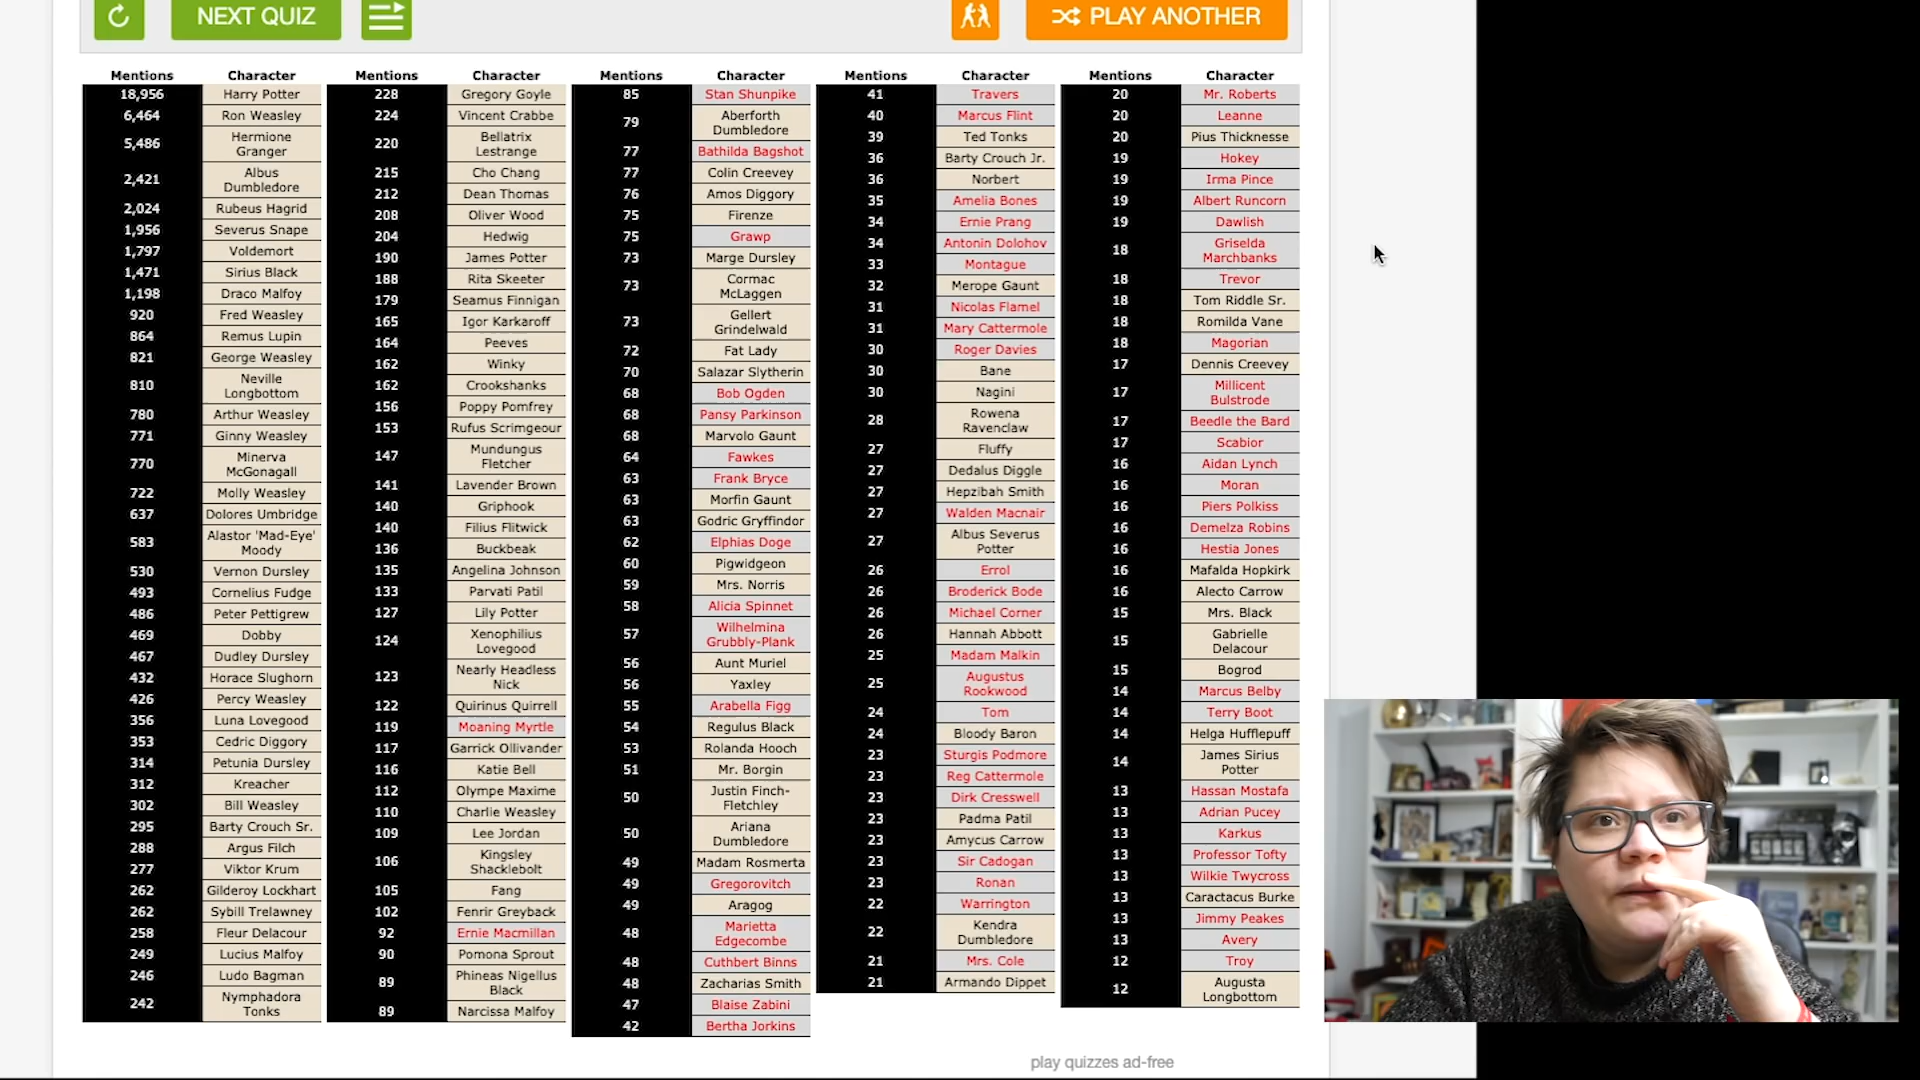 NEXT QUIZ
PLAY ANOTHER
Mentions Character
18,956 Harry Potter
6,464 Ron Weasley
5,486 Hermione Granger
2,421 Albus Dumbledore
2,024 Rubeus Hagrid
1,956 Severus Snape
1,797 Voldemort
1,471 Sirius Black
1,198 Draco Malfoy
920 Fred Weasley
864 Remus Lupin
821 George Weasley
810 Neville Longbottom
780 Arthur Weasley
771 Ginny Weasley
770 Minerva McGonagall
722 Molly Weasley
637 Dolores Umbridge
583 Alastor 'Mad-Eye' Moody
530 Vernon Dursley
493 Cornelius Fudge
486 Peter Pettigrew
469 Dobby
467 Dudley Dursley
432 Horace Slughorn
426 Percy Weasley
356 Luna Lovegood
353 Cedric Diggory
314 Petunia Dursley
312 Kreacher
302 Bill Weasley
295 Barty Crouch Sr.
288 Argus Filch
277 Viktor Krum
262 Gilderoy Lockhart
262 Sybill Trelawney
258 Fleur Delacour
249 Lucius Malfoy
246 Ludo Bagman
242 Nymphadora Tonks
Mentions Character
228 Gregory Goyle
224 Vincent Crabbe
220 Bellatrix Lestrange
215 Cho Chang
212 Dean Thomas
208 Oliver Wood
204 Hedwig
190 James Potter
188 Rita Skeeter
179 Seamus Finnigan
165 Igor Karkaroff
164 Peeves
162 Winky
162 Crookshanks
156 Poppy Pomfrey
153 Rufus Scrimgeour
147 Mundungus Fletcher
141 Lavender Brown
140 Griphook
140 Filius Flitwick
136 Buckbeak
135 Angelina Johnson
133 Parvati Patil
127 Lily Potter
124 Xenophilius Lovegood
123 Nearly Headless Nick
122 Quirinus Quirrell
119 Moaning Myrtle
117 Garrick Ollivander
116 Katie Bell
112 Olympe Maxime
110 Charlie Weasley
109 Lee Jordan
106 Kingsley Shacklebolt
105 Fang
102 Fenrir Greyback
92 Ernie Macmillan
90 Pomona Sprout
89 Phineas Nigellus Black
89 Narcissa Malfoy
Mentions Character
85 Stan Shunpike
79 Aberforth Dumbledore
77 Bathilda Bagshot
77 Colin Creevey
76 Amos Diggory
75 Firenze
75 Grawp
73 Marge Dursley
73 Cormac McLaggen
73 Gellert Grindelwald
72 Fat Lady
70 Salazar Slytherin
68 Bob Ogden
68 Pansy Parkinson
68 Marvolo Gaunt
64 Fawkes
63 Frank Bryce
63 Morfin Gaunt
63 Godric Gryffindor
62 Elphias Doge
60 Pigwidgeon
59 Mrs. Norris
58 Alicia Spinnet
57 Wilhelmina Grubbly-Plank
56 Aunt Muriel
56 Yaxley
55 Arabella Figg
54 Regulus Black
53 Rolanda Hooch
51 Mr. Borgin
50 Justin Finch-Fletchley
50 Ariana Dumbledore
49 Madam Rosmerta
49 Gregorovitch
49 Aragog
48 Marietta Edgecombe
48 Cuthbert Binns
48 Zacharias Smith
47 Blaise Zabini
42 Bertha Jorkins
Mentions Character
41 Travers
40 Marcus Flint
39 Ted Tonks
36 Barty Crouch Jr.
36 Norbert
35 Amelia Bones
34 Ernie Prang
34 Antonin Dolohov
33 Montague
32 Merope Gaunt
31 Nicolas Flamel
31 Mary Cattermole
30 Roger Davies
30 Bane
30 Nagini
28 Rowena Ravenclaw
27 Fluffy
27 Dedalus Diggle
27 Hepzibah Smith
27 Walden Macnair
27 Albus Severus Potter
26 Errol
26 Broderick Bode
26 Michael Corner
26 Hannah Abbott
25 Madam Malkin
25 Augustus Rookwood
24 Tom
24 Bloody Baron
23 Sturgis Podmore
23 Reg Cattermole
23 Dirk Cresswell
23 Padma Patil
23 Amycus Carrow
23 Sir Cadogan
23 Ronan
22 Warrington
22 Kendra Dumbledore
21 Mrs. Cole
21 Armando Dippet
Mentions Character
20 Mr. Roberts
20 Leanne
20 Pius Thicknesse
19 Hokey
19 Irma Pince
19 Albert Runcorn
19 Dawlish
18 Griselda Marchbanks
18 Trevor
18 Tom Riddle Sr.
18 Romilda Vane
18 Magorian
17 Dennis Creevey
17 Millicent Bulstrode
17 Beedle the Bard
17 Scabior
16 Aidan Lynch
16 Moran
16 Piers Polkiss
16 Demelza Robins
16 Hestia Jones
16 Mafalda Hopkirk
16 Alecto Carrow
15 Mrs. Black
15 Gabrielle Delacour
15 Bogrod
14 Marcus Belby
14 Terry Boot
14 Helga Hufflepuff
14 James Sirius Potter
13 Hassan Mostafa
13 Adrian Pucey
13 Karkus
13 Professor Tofty
13 Wilkie Twycross
13 Caractacus Burke
13 Jimmy Peakes
13 Avery
12 Troy
12 Augusta Longbottom
play quizzes ad-free